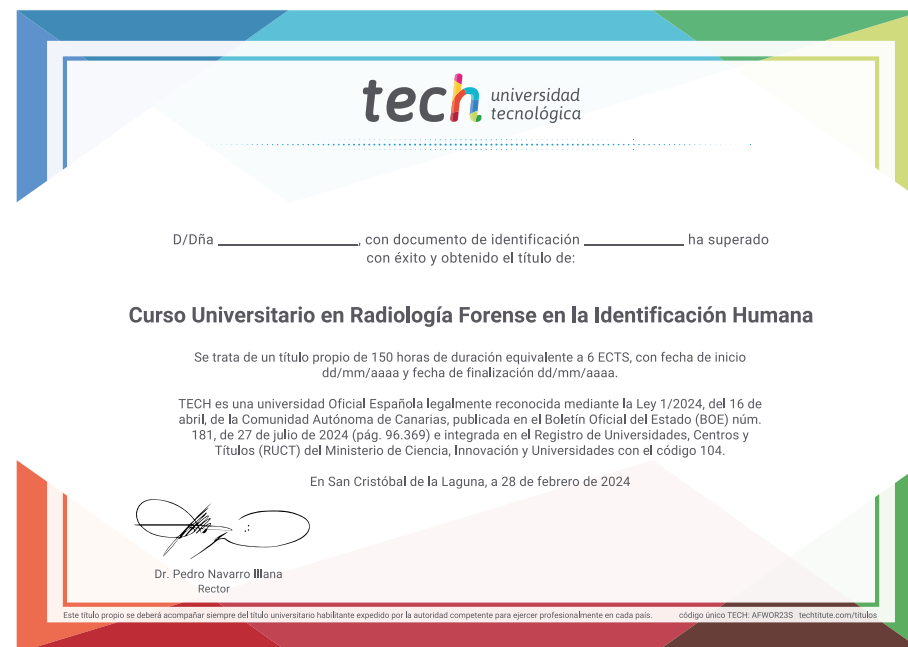 tech universidad
tecnológica
D/Dña ________________, con documento de identificación ____________ ha superado
con éxito y obtenido el título de:
Curso Universitario en Radiología Forense en la Identificación Humana
Se trata de un título propio de 150 horas de duración equivalente a 6 ECTS, con fecha de inicio
dd/mm/aaaa y fecha de finalización dd/mm/aaaa.
TECH es una universidad Oficial Española legalmente reconocida mediante la Ley 1/2024, del 16 de
abril, de la Comunidad Autónoma de Canarias, publicada en el Boletín Oficial del Estado (BOE) núm.
181, de 27 de julio de 2024 (pág. 96.369) e integrada en el Registro de Universidades, Centros y
Títulos (RUCT) del Ministerio de Ciencia, Innovación y Universidades con el código 104.
En San Cristóbal de la Laguna, a 28 de febrero de 2024
Dr. Pedro Navarro Illana
Rector
Este título propio se deberá acompañar siempre del título universitario habilitante expedido por la autoridad competente para ejercer profesionalmente en cada país. código único TECH: AFWOR23S techtitute.com/titulos